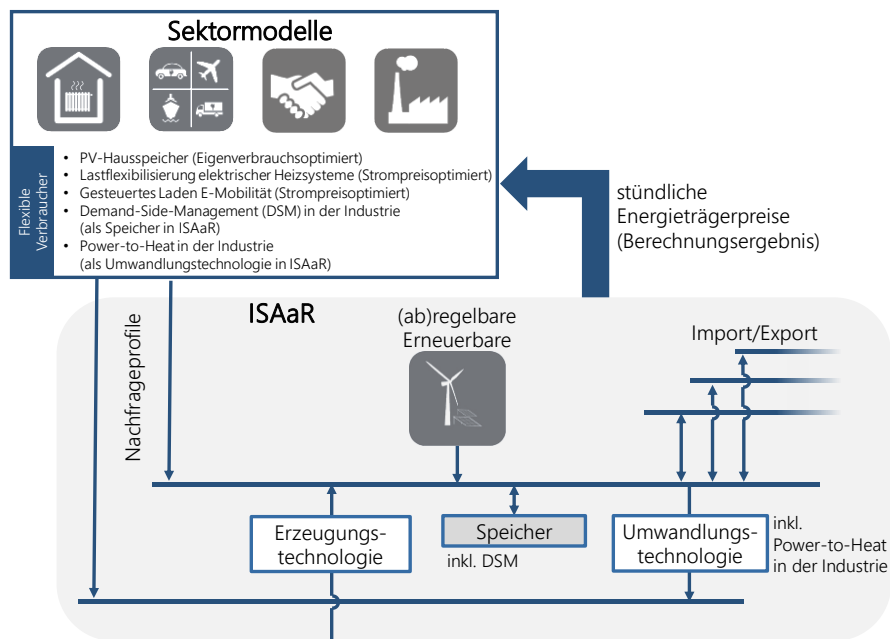 Sektormodelle
Flexible
Verbraucher
• PV-Hausspeicher (Eigenverbrauchsoptimiert)
• Lastflexibilisierung elektrischer Heizsysteme (Strompreisoptimiert)
• Gesteuertes Laden E-Mobilität (Strompreisoptimiert)
• Demand-Side-Management (DSM) in der Industrie
(als Speicher in ISAaR)
• Power-to-Heat in der Industrie
(als Umwandlungstechnologie in ISAaR)
stündliche
Energieträgerpreise
(Berechnungsergebnis)
ISAaR
Nachfrageprofile
(ab)regelbare
Erneuerbare
Import/Export
Erzeugungs-
technologie
Speicher
inkl. DSM
Umwandlungs-
technologie
inkl.
Power-to-Heat
in der Industrie